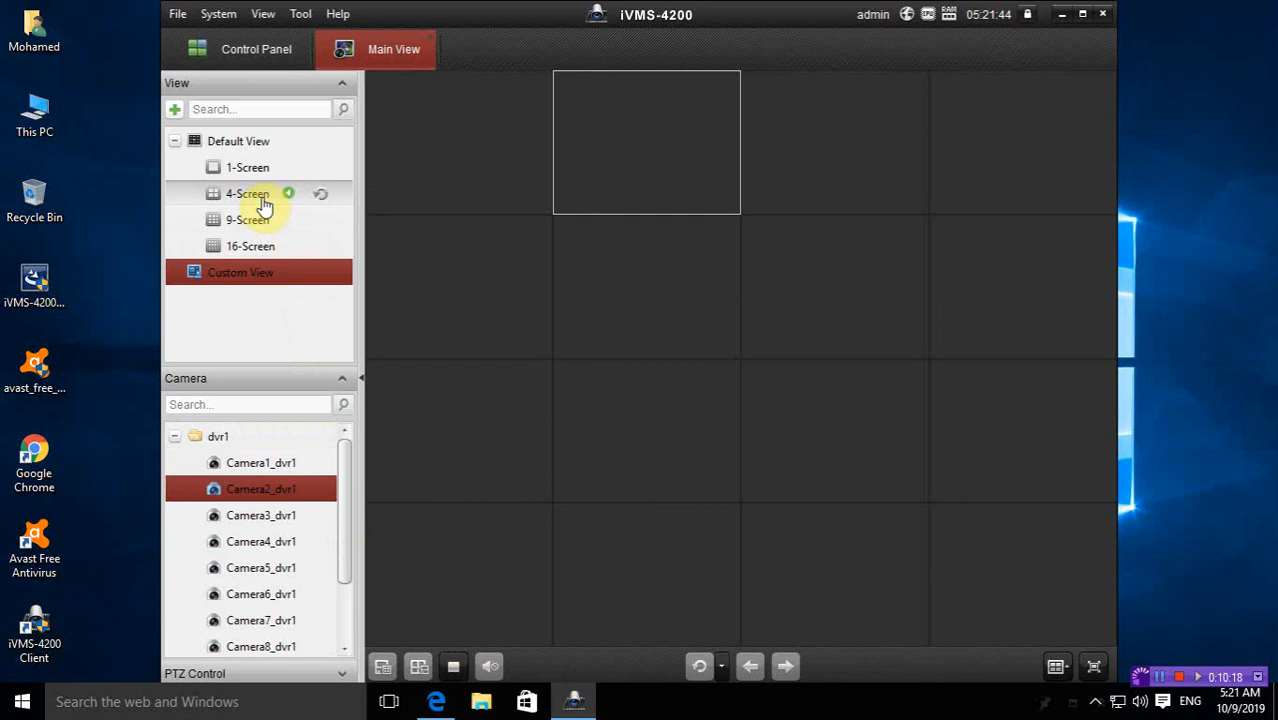 Mohamed
This PC
Recycle Bin
iVMS-4200...
avast_free_...
Google
Chrome
Avast Free
Antivirus
iVMS-4200
Client
File System View Tool Help
iVMS-4200
admin
05:21:44
Control Panel
Main View
View
Search...
Default View
1-Screen
4-Screen
9-Screen
16-Screen
Custom View
Camera
Search...
dvr1
Camera1_dvr1
Camera2_dvr1
Camera3_dvr1
Camera4_dvr1
Camera5_dvr1
Camera6_dvr1
Camera7_dvr1
Camera8_dvr1
PTZ Control
0:10:18
Search the web and Windows
ENG
5:21 AM
10/9/2019